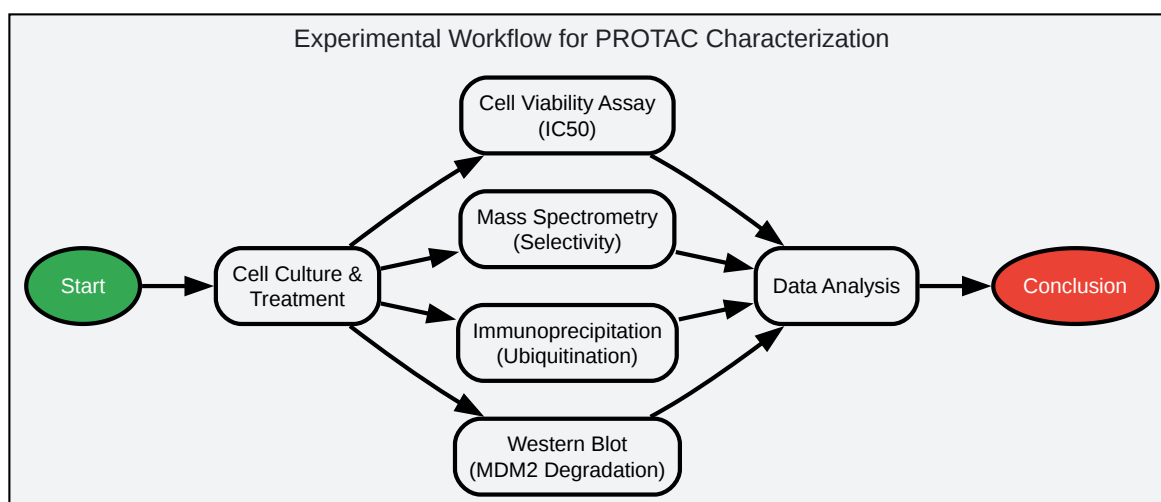 Experimental Workflow for PROTAC Characterization
Cell Viability Assay
(IC50)
Mass Spectrometry
(Selectivity)
Start
Cell Culture &
Treatment
Data Analysis
Conclusion
Immunoprecipitation
(Ubiquitination)
Western Blot
(MDM2 Degradation)